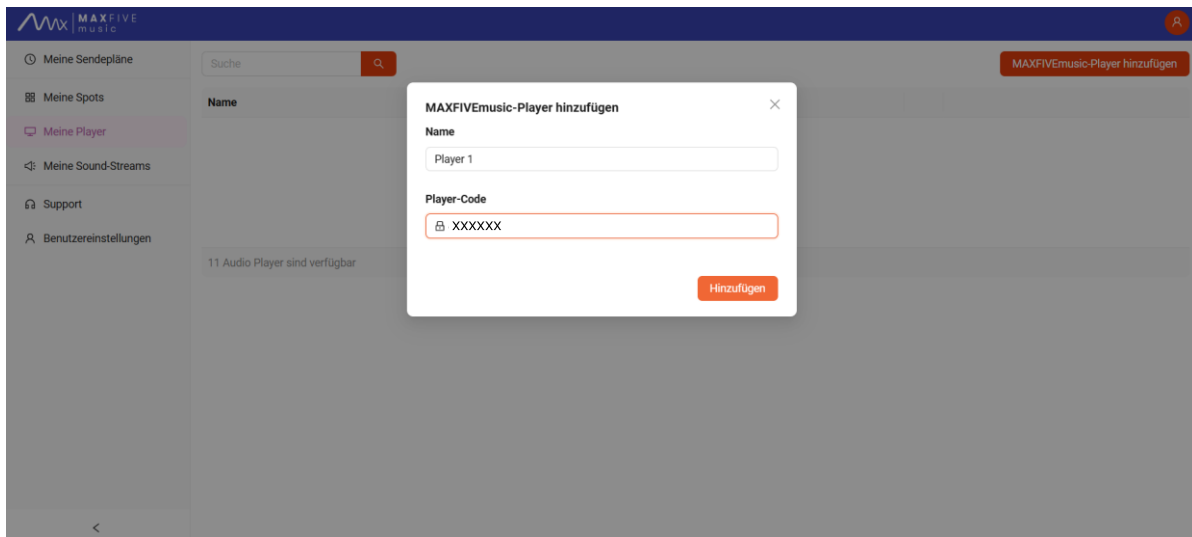 MAX MAXFIVE
music
Meine Sendepläne
Suche
MAXFIVEmusic-Player hinzufügen
Meine Spots
Name
Meine Player
Meine Sound-Streams
Support
Benutzereinstellungen
11 Audio Player sind verfügbar
MAXFIVEmusic-Player hinzufügen
Name
Player 1
Player-Code
XXXXXX
Hinzufügen